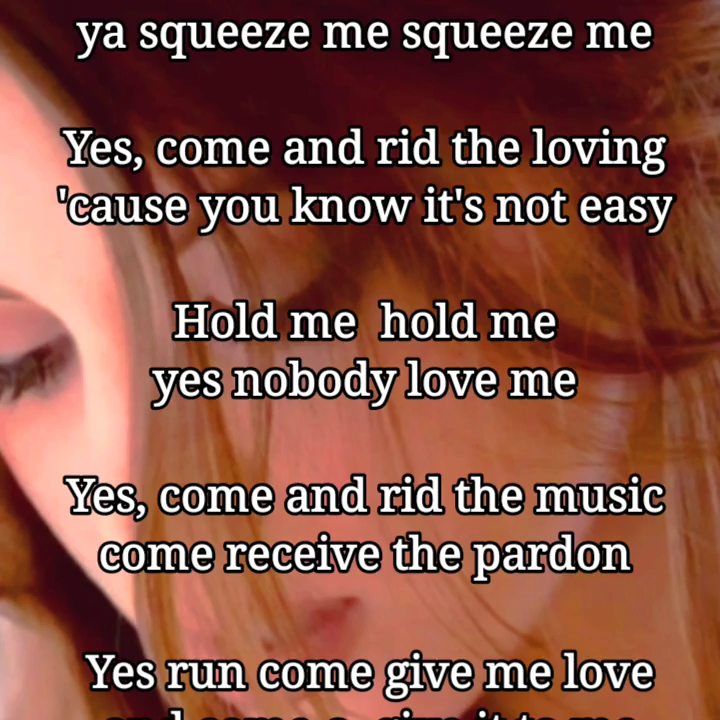 ya squeeze me squeeze me
Yes, come and rid the loving
'cause you know it's not easy
Hold me  hold me
yes nobody love me
Yes, come and rid the music
come receive the pardon
Yes run come give me love